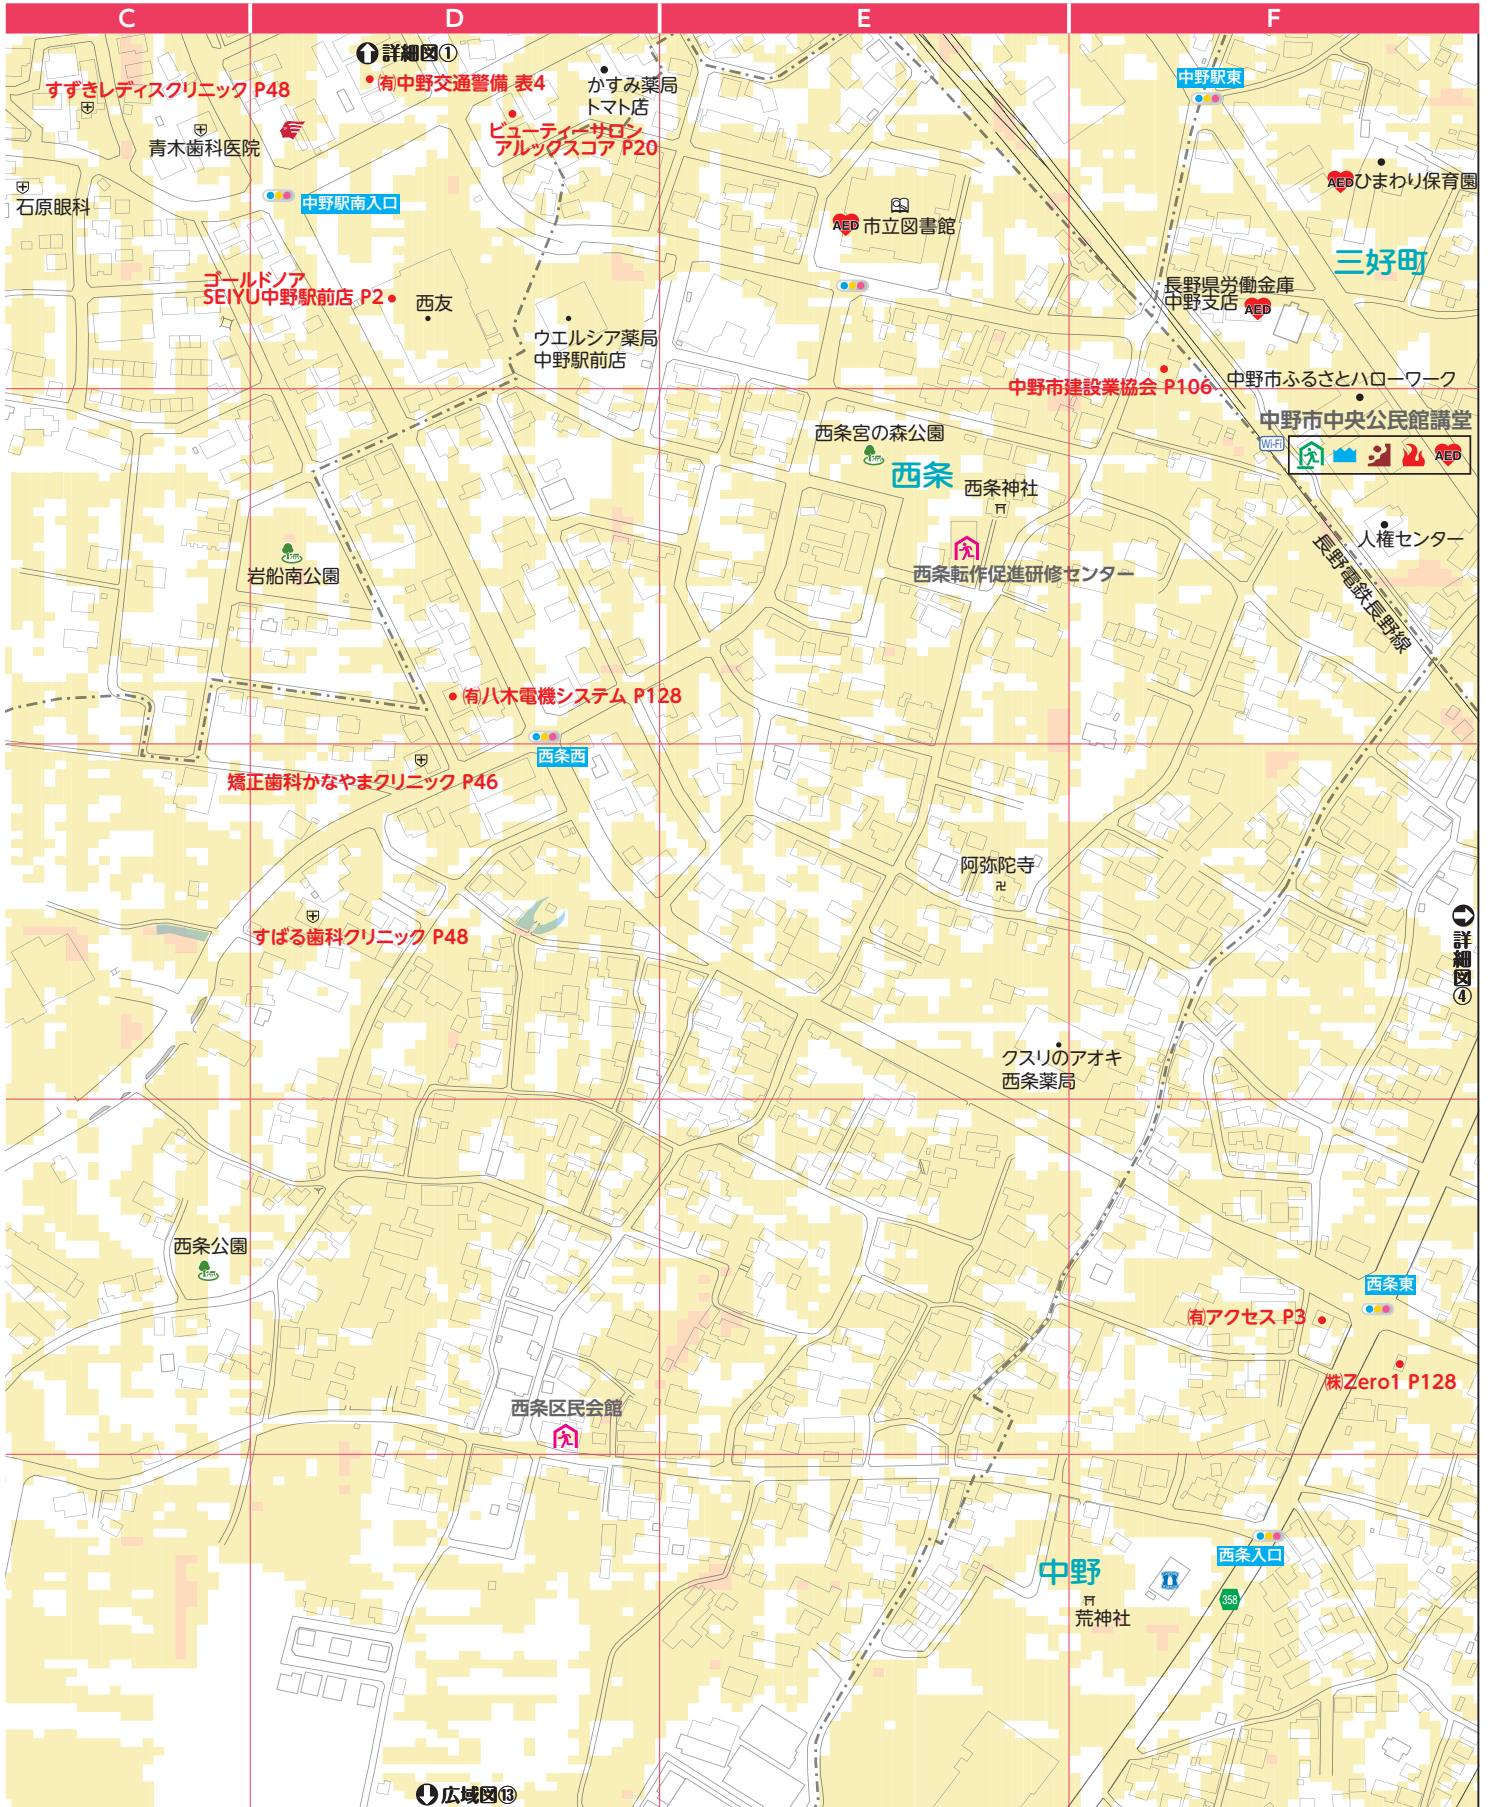 C
D
E
F
詳細図①
すずきレディスクリニック P48
㈲中野交通警備 表4
かすみ薬局
トマト店
中野駅東
青木歯科医院
ビューティーサロン
アルックスコア P20
石原眼科
中野駅南入口
AED
ひまわり保育園
AED
市立図書館
三好町
ゴールドノア
SEIYU中野駅前店 P2
西友
長野県労働金庫
中野支店
AED
ウエルシア薬局
中野駅前店
中野市建設業協会 P106
中野市ふるさとハローワーク
中野市中央公民館講堂
Wi-Fi
AED
西条宮の森公園
西条
西条神社
人権センター
長野電鉄長野線
岩船南公園
西条転作促進研修センター
㈲八木電機システム P128
西条西
矯正歯科かなやまクリニック P46
阿弥陀寺
すばる歯科クリニック P48
詳細図④
クスリのアオキ
西条薬局
西条公園
西条東
㈲アクセス P3
㈱Zero1 P128
西条区民会館
西条入口
中野
358
荒神社
広域図⑬